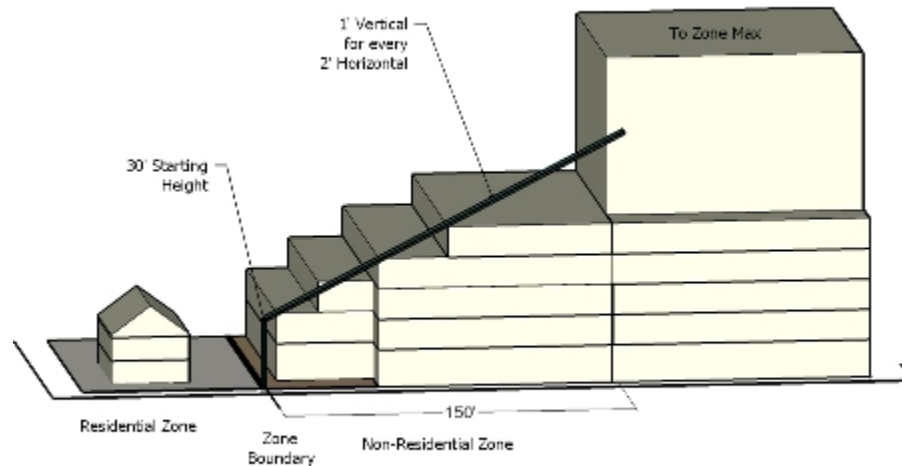 1' Vertical
for every
2' Horizontal
To Zone Max
30' Starting
Height
150'
Residential Zone
Zone
Boundary
Non-Residential Zone